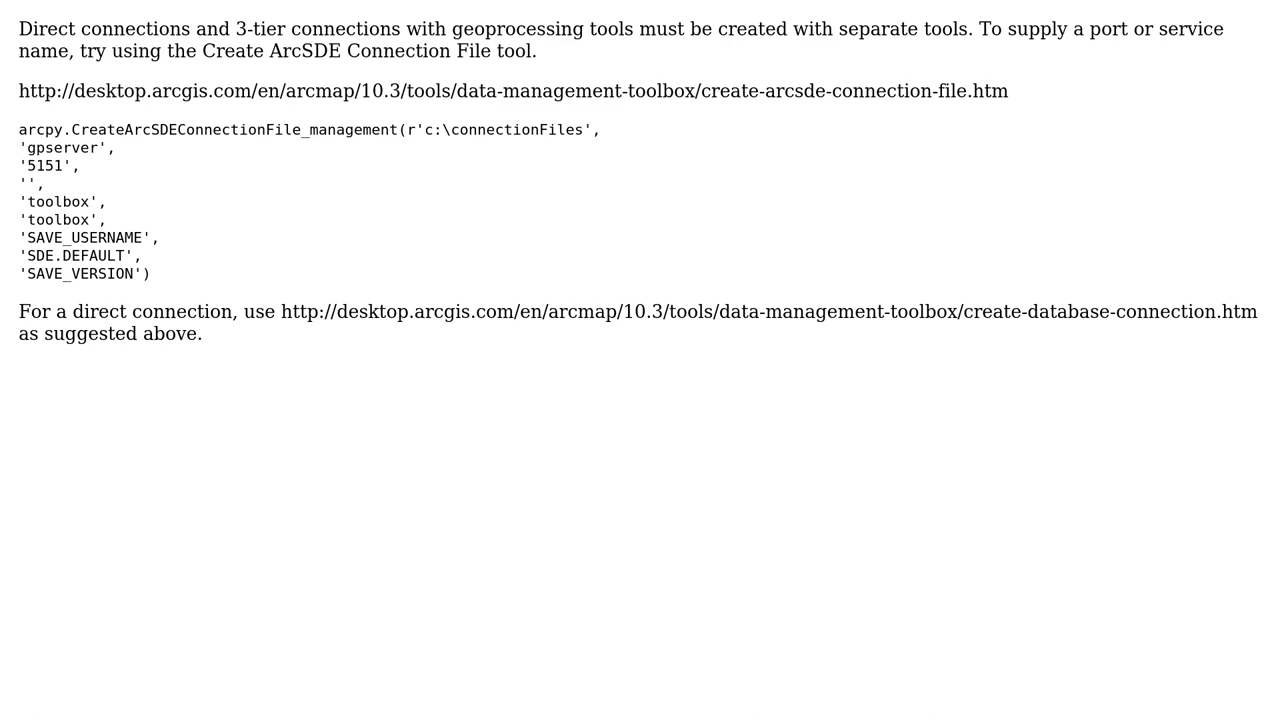 Direct connections and 3-tier connections with geoprocessing tools must be created with separate tools. To supply a port or service
name, try using the Create ArcSDE Connection File tool.
http://desktop.arcgis.com/en/arcmap/10.3/tools/data-management-toolbox/create-arcsde-connection-file.htm
arcpy.CreateArcSDEConnectionFile_management(r'c:\connectionFiles',
'gpserver',
'5151',
'',
'toolbox',
'toolbox',
'SAVE_USERNAME',
'SDE.DEFAULT',
'SAVE_VERSION')
For a direct connection, use http://desktop.arcgis.com/en/arcmap/10.3/tools/data-management-toolbox/create-database-connection.htm
as suggested above.